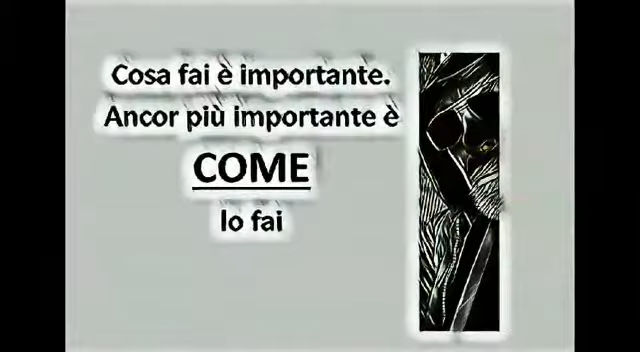 Cosa fai è importante.
Ancor più importante è
COME
lo fai